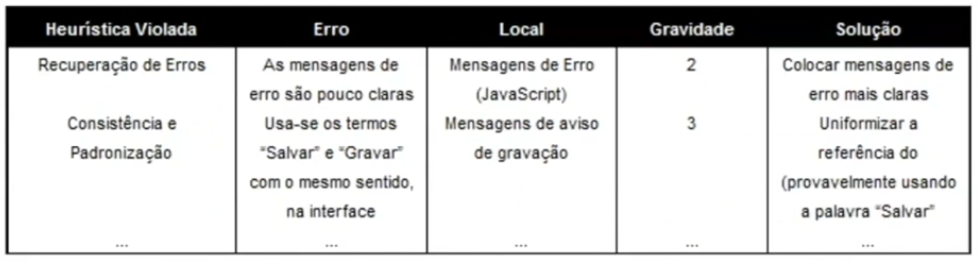 Heurística Violada Erro Local Gravidade Solução
Recuperação de Erros As mensagens de Mensagens de Erro 2 Colocar mensagens de
erro são pouco claras (JavaScript) erro mais claras
Consistência e Usa-se os termos Mensagens de aviso 3 Uniformizar a
Padronização “Salvar” e “Gravar” de gravação referência do
com o mesmo sentido, (provavelmente usando
na interface a palavra “Salvar”
... ... ... ... ...